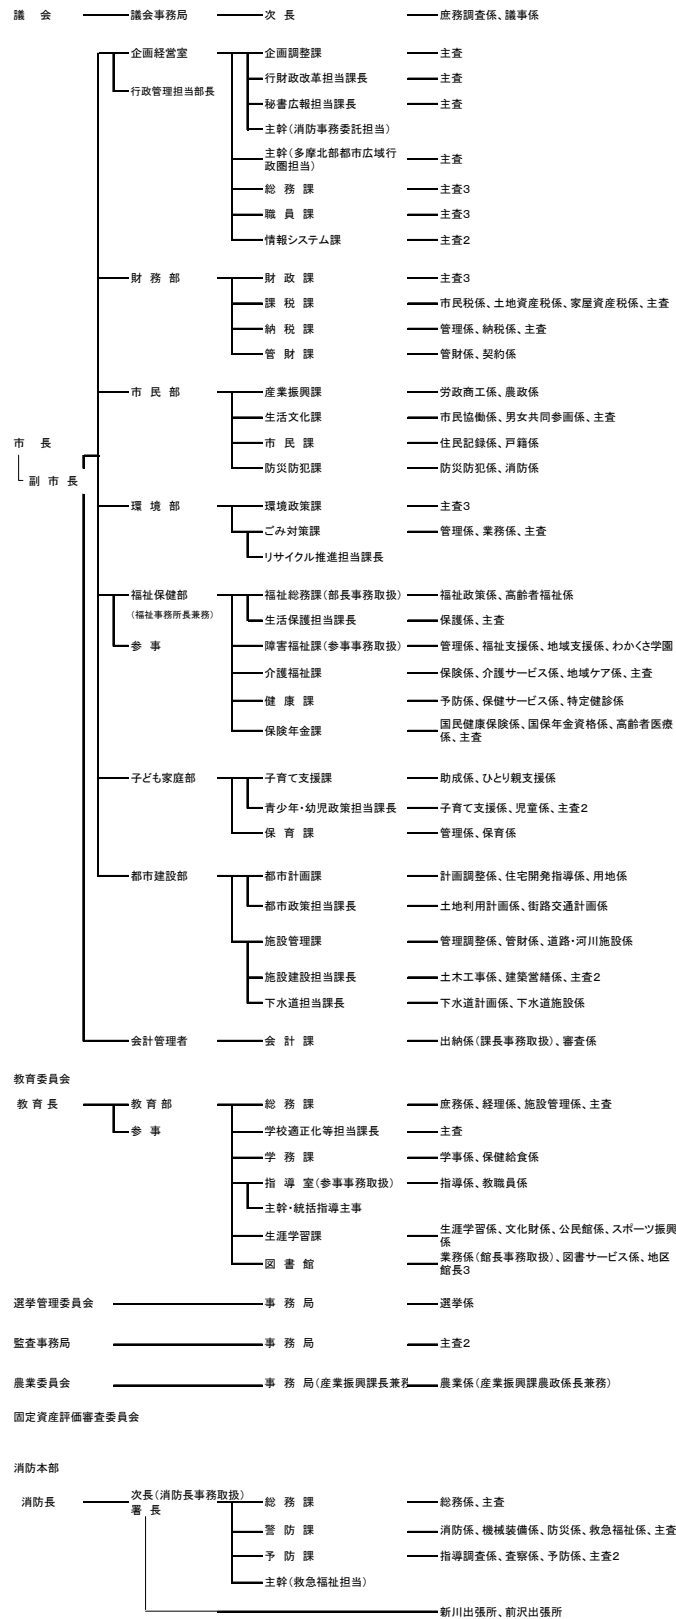 議　会　議会事務局　次 長　庶務調査係、議事係
企画経営室　企画調整課　主査
行財政改革担当課長　主査
行政管理担当部長
秘書広報担当課長　主査
主幹（消防事務委託担当）
主幹（多摩北部都市広域行
政圏担当）　主査
総 務 課　主査3
職 員 課　主査3
情報システム課　主査2
財 務 部　財 政 課　主査3
課 税 課　市民税係、土地資産税係、家屋資産税係、主査
納 税 課　管理係、納税係、主査
管 財 課　管財係、契約係
市 民 部　産業振興課　労政商工係、農政係
生活文化課　市民協働係、男女共同参画係、主査
市 長　市 民 課　住民記録係、戸籍係
副 市 長　防災防犯課　防災防犯係、消防係
環 境 部　環境政策課　主査3
ごみ対策課　管理係、業務係、主査
リサイクル推進担当課長
福祉保健部　福祉総務課（部長事務取扱）　福祉政策係、高齢者福祉係
（福祉事務所長兼務）　生活保護担当課長　保護係、主査
参 事　障害福祉課（参事事務取扱）　管理係、福祉支援係、地域支援係、わかくさ学園
介護福祉課　保険係、介護サービス係、地域ケア係、主査
健 康 課　予防係、保健サービス係、特定健診係
保険年金課　国民健康保険係、国保年金資格係、高齢者医療
係、主査
子ども家庭部　子育て支援課　助成係、ひとり親支援係
青少年・幼児政策担当課長　子育て支援係、児童係、主査2
保 育 課　管理係、保育係
都市建設部　都市計画課　計画調整係、住宅開発指導係、用地係
都市政策担当課長　土地利用計画係、街路交通計画係
施設管理課　管理調整係、管財係、道路・河川施設係
施設建設担当課長　土木工事係、建築営繕係、主査2
下水道担当課長　下水道計画係、下水道施設係
会計管理者　会 計 課　出納係（課長事務取扱）、審査係
教育委員会
教 育 長　教 育 部　総 務 課　庶務係、経理係、施設管理係、主査
参 事　学校適正化等担当課長　主査
学 務 課　学事係、保健給食係
指 導 室（参事事務取扱）　指導係、教職員係
主幹・統括指導主事
生涯学習課　生涯学習係、文化財係、公民館係、スポーツ振興
係
図 書 館　業務係（館長事務取扱）、図書サービス係、地区
館長3
選挙管理委員会　事 務 局　選挙係
監査事務局　事 務 局　主査2
農業委員会　事 務 局（産業振興課長兼務　農業係（産業振興課農政係長兼務）
固定資産評価審査委員会
消防本部
消防長　次長（消防長事務取扱）　総 務 課　総務係、主査
署 長
警 防 課　消防係、機械装備係、防災係、救急福祉係、主査
予 防 課　指導調査係、査察係、予防係、主査2
主幹（救急福祉担当）
新川出張所、前沢出張所